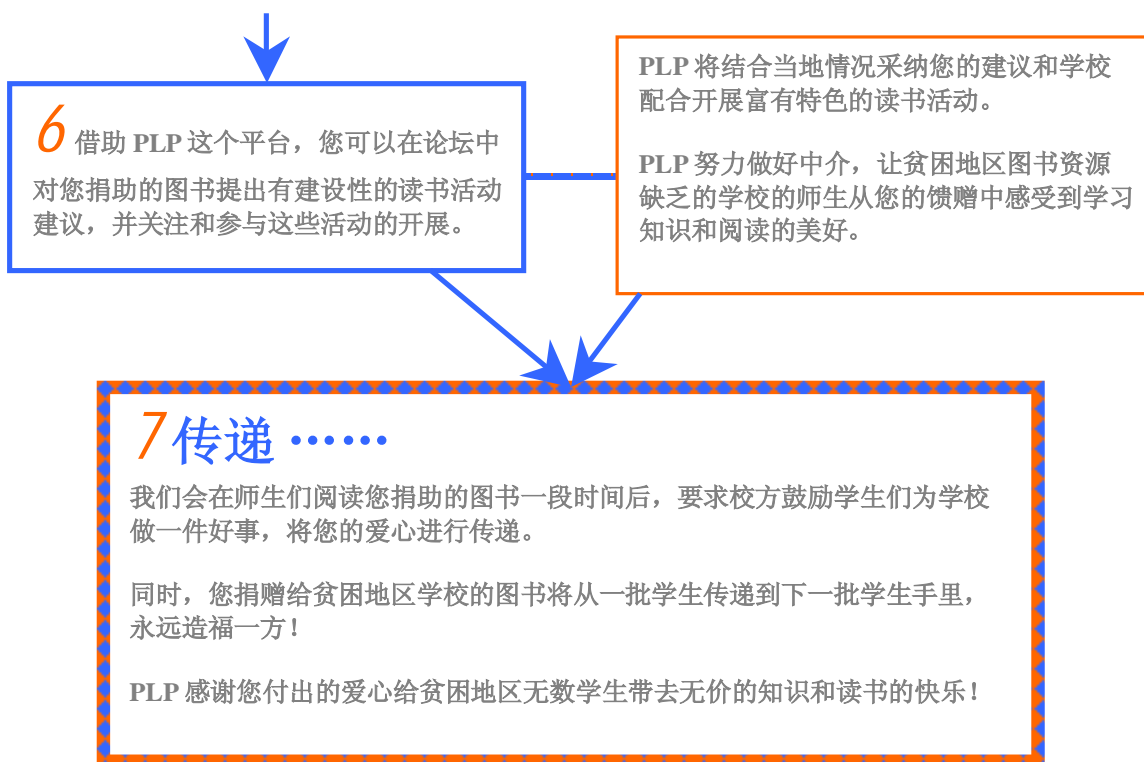 6 借助 PLP 这个平台，您可以在论坛中
对您捐助的图书提出有建设性的读书活动
建议，并关注和参与这些活动的开展。
PLP 将结合当地情况采纳您的建议和学校
配合开展富有特色的读书活动。
PLP 努力做好中介，让贫困地区图书资源
缺乏的学校的师生从您的馈赠中感受到学习
知识和阅读的美好。
7 传递 ······
我们会在师生们阅读您捐助的图书一段时间后，要求校方鼓励学生们为学校
做一件好事，将您的爱心进行传递。
同时，您捐赠给贫困地区学校的图书将从一批学生传递到下一批学生手里，
永远造福一方！
PLP 感谢您付出的爱心给贫困地区无数学生带去无价的知识和读书的快乐！